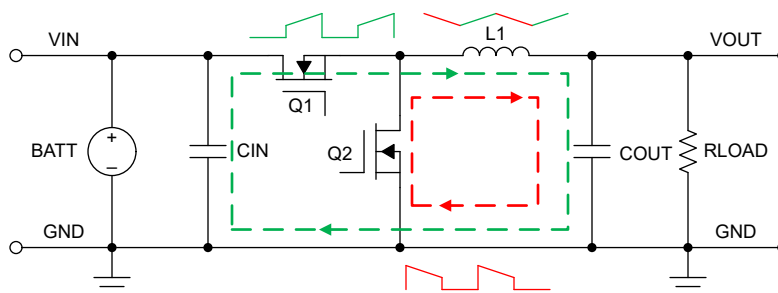 VIN
L1
VOUT
Q1
BATT
+
−
CIN
Q2
COUT
RLOAD
GND
GND